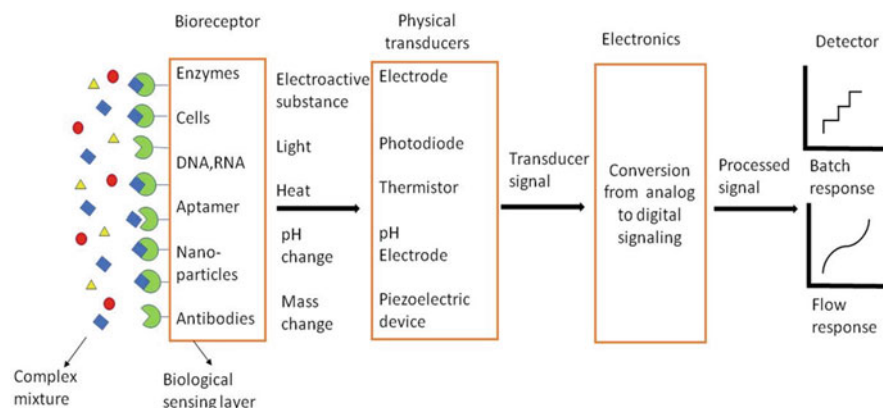 Bioreceptor
Enzymes
Cells
DNA,RNA
Aptamer
Nano-
particles
Antibodies
Complex
mixture
Biological
sensing layer
Electroactive
substance
Light
Heat
pH
change
Mass
change
Physical
transducers
Electrode
Photodiode
Thermistor
pH
Electrode
Piezoelectric
device
Transducer
signal
Electronics
Conversion
from analog
to digital
signaling
Processed
signal
Detector
Batch
response
Flow
response